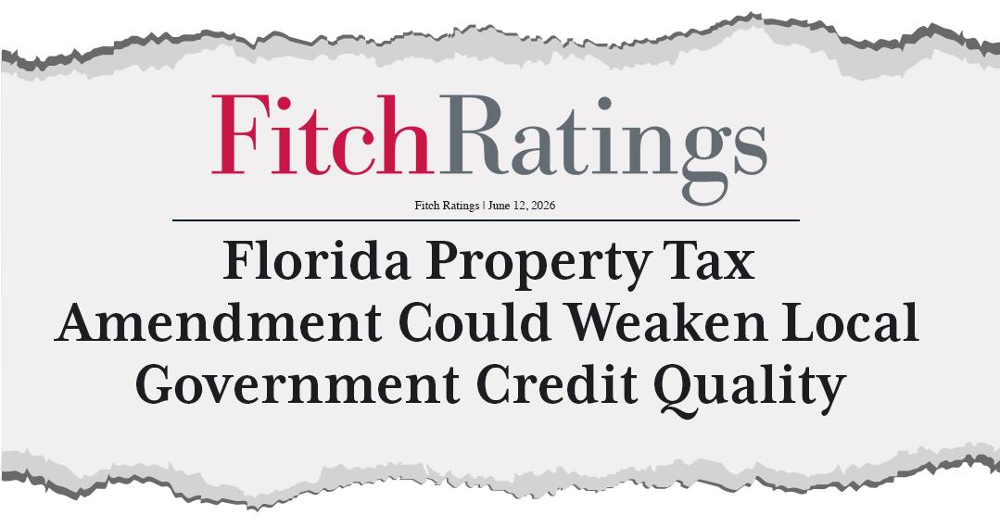 FitchRatings
Fitch Ratings | June 12, 2026
Florida Property Tax
Amendment Could Weaken Local
Government Credit Quality